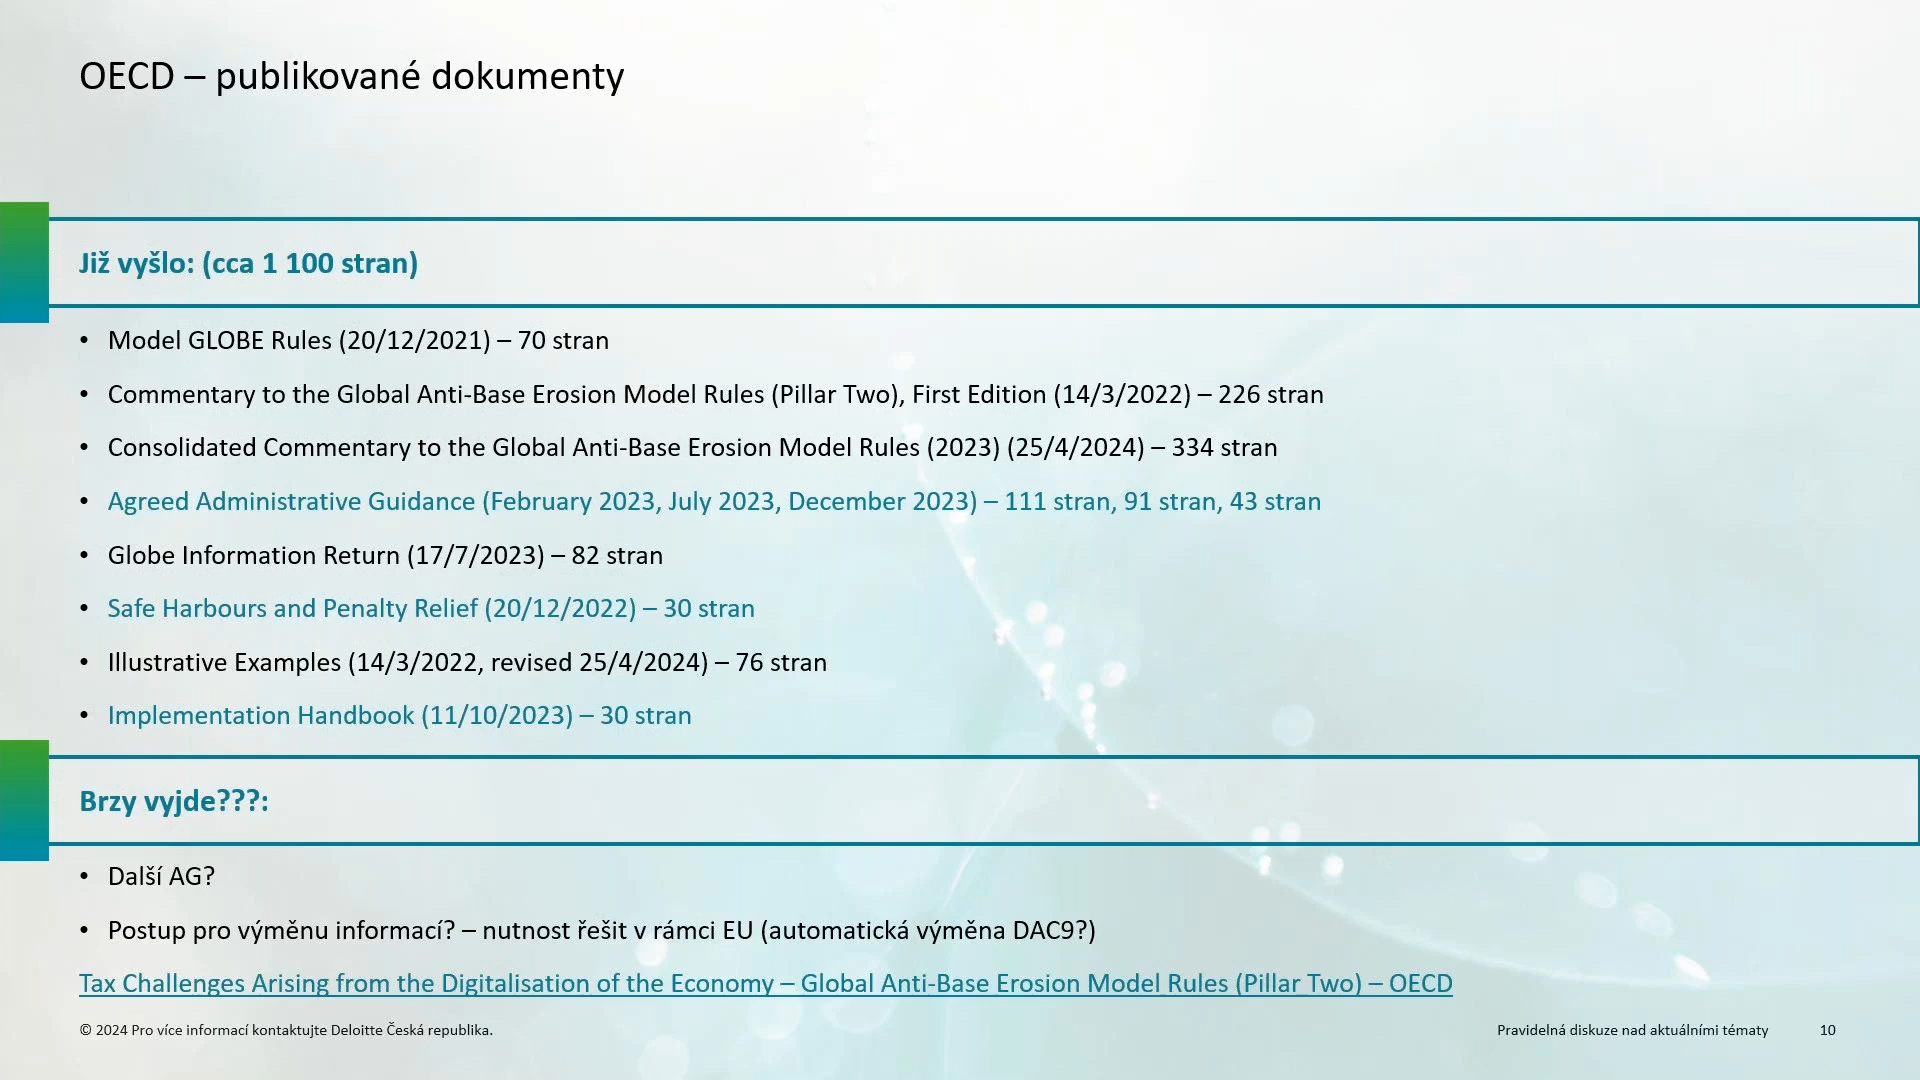 OECD – publikované dokumenty
Již vyšlo: (cca 1 100 stran)
• Model GLOBE Rules (20/12/2021) – 70 stran
• Commentary to the Global Anti-Base Erosion Model Rules (Pillar Two), First Edition (14/3/2022) – 226 stran
• Consolidated Commentary to the Global Anti-Base Erosion Model Rules (2023) (25/4/2024) – 334 stran
• Agreed Administrative Guidance (February 2023, July 2023, December 2023) – 111 stran, 91 stran, 43 stran
• Globe Information Return (17/7/2023) – 82 stran
• Safe Harbours and Penalty Relief (20/12/2022) – 30 stran
• Illustrative Examples (14/3/2022, revised 25/4/2024) – 76 stran
• Implementation Handbook (11/10/2023) – 30 stran
Brzy vyjde???:
• Další AG?
• Postup pro výměnu informací? – nutnost řešit v rámci EU (automatická výměna DAC9?)
Tax Challenges Arising from the Digitalisation of the Economy – Global Anti-Base Erosion Model Rules (Pillar Two) – OECD
© 2024 Pro více informací kontaktujte Deloitte Česká republika.
Pravidelná diskuze nad aktuálními tématy 10